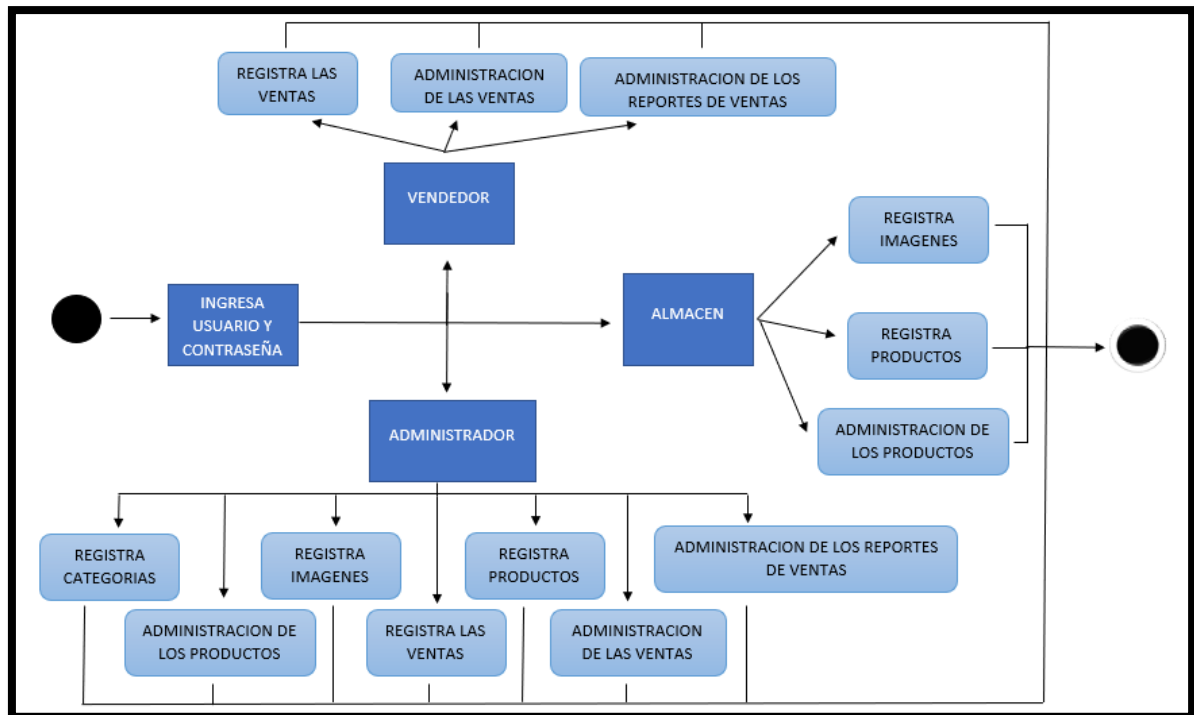 REGISTRA LAS
VENTAS
ADMINISTRACION
DE LAS VENTAS
ADMINISTRACION DE LOS
REPORTES DE VENTAS
VENDEDOR
REGISTRA
IMAGENES
INGRESA
USUARIO Y
CONTRASEÑA
ALMACEN
REGISTRA
PRODUCTOS
ADMINISTRADOR
ADMINISTRACION DE
LOS PRODUCTOS
REGISTRA
CATEGORIAS
REGISTRA
IMAGENES
REGISTRA
PRODUCTOS
ADMINISTRACION DE LOS REPORTES
DE VENTAS
ADMINISTRACION DE
LOS PRODUCTOS
REGISTRA LAS
VENTAS
ADMINISTRACION
DE LAS VENTAS